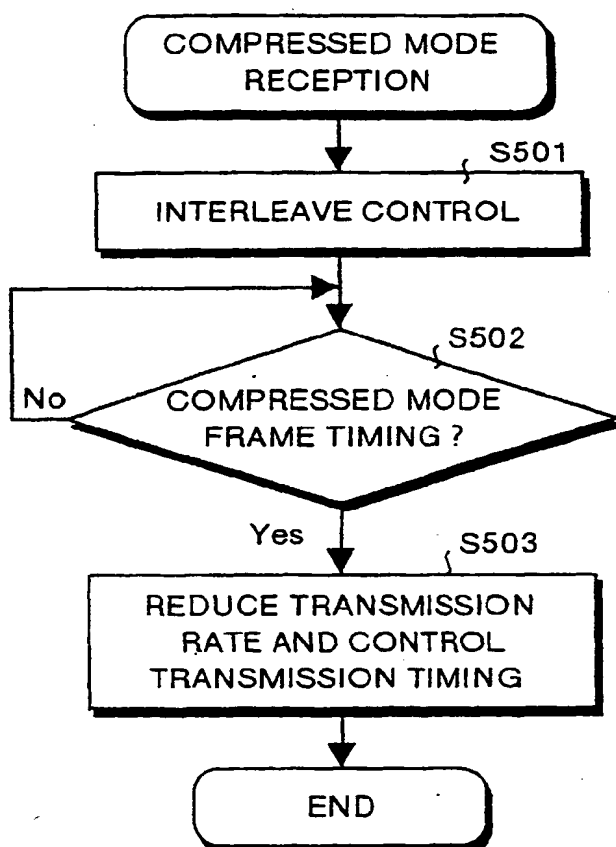 COMPRESSED MODE
RECEPTION
S501
INTERLEAVE CONTROL
S502
No
COMPRESSED MODE
FRAME TIMING ?
Yes
S503
REDUCE TRANSMISSION
RATE AND CONTROL
TRANSMISSION TIMING
END